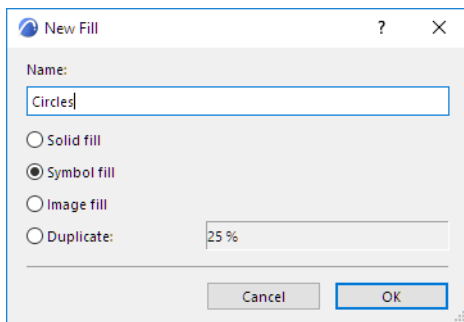 New Fill
Name:
Circles
Solid fill
Symbol fill
Image fill
Duplicate: 25 %
Cancel OK